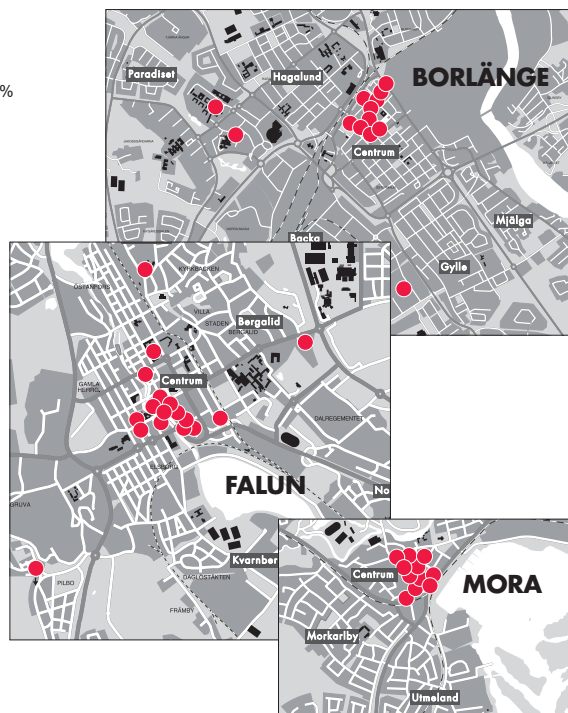 %
Paradiset
Hagalund
BORLÄNGE
Centrum
Mjälga
Backa
Gylle
KYRKBACKEN
ÖSTANFORS
VILLA
STADEN
Bergalid
BERGALID
Centrum
GAMLA
HERRG.
DALREGEMENTET
ELSBORG
FALUN
No
GRUVA
Kvarnber
DAGLÖSTÄKTEN
PILBO
FRÄMBY
Centrum
MORA
Morkarlby
Utmeland